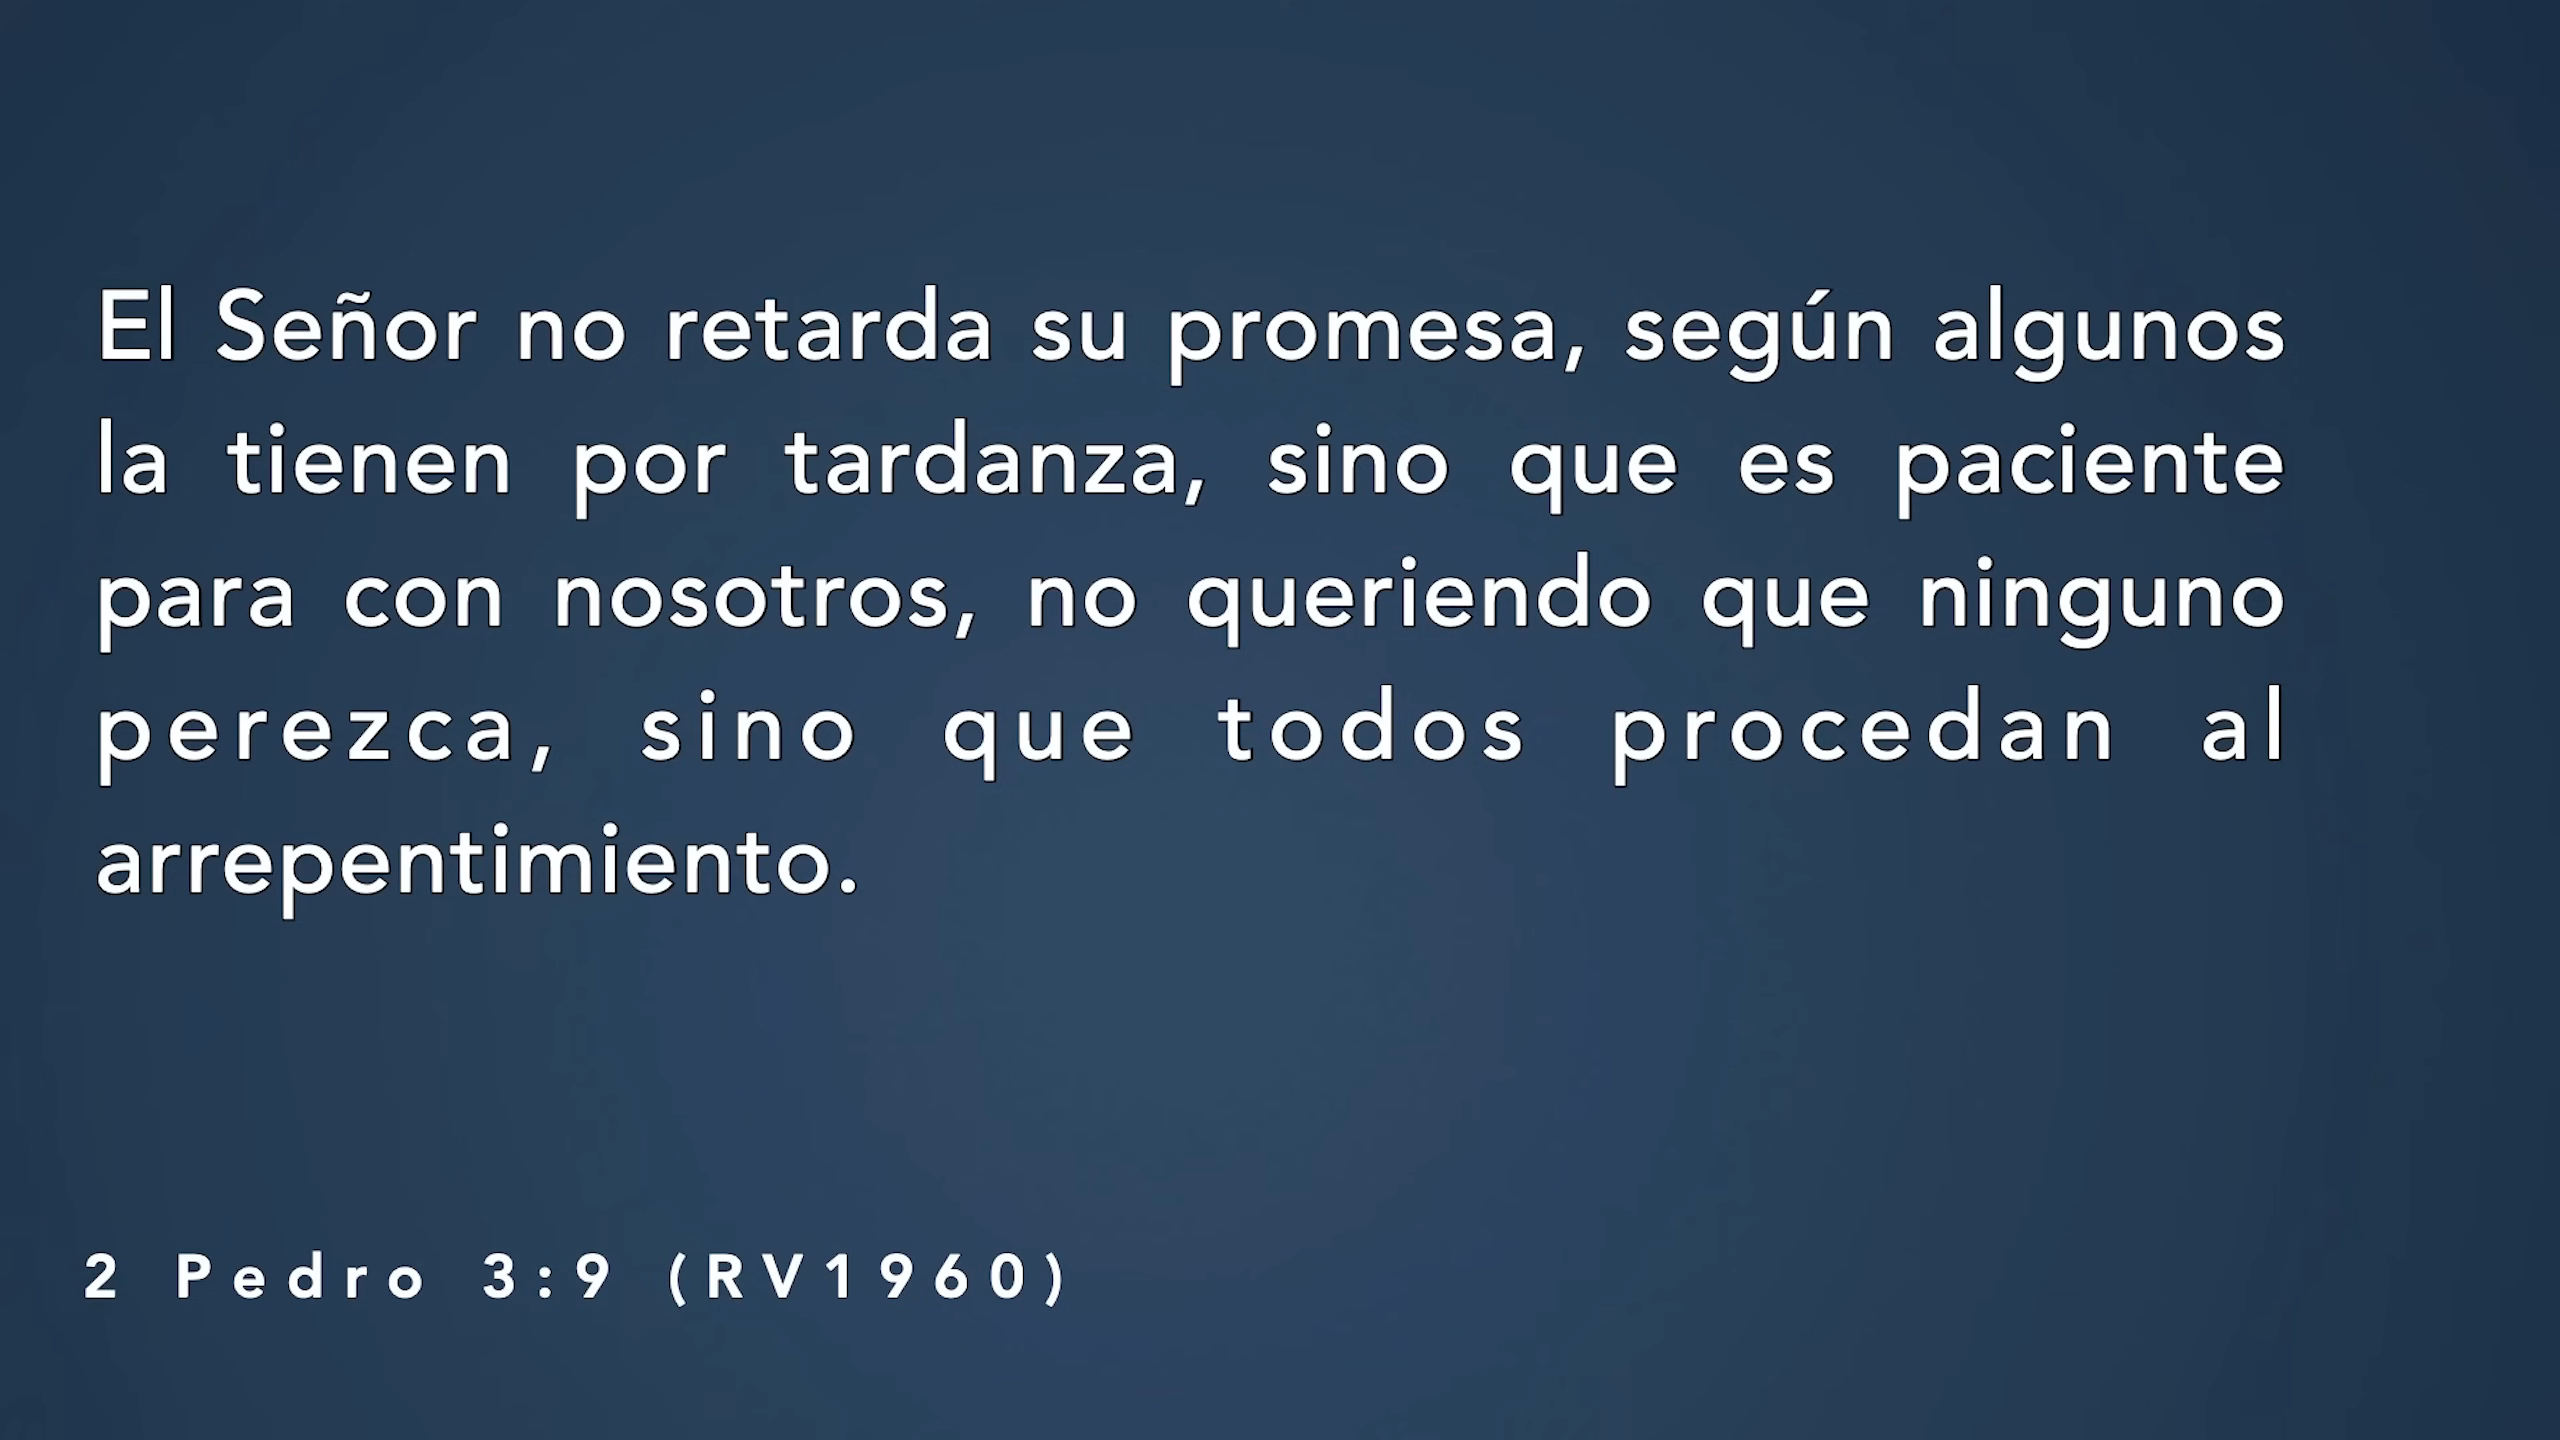 El Señor no retarda su promesa, según algunos
la tienen por tardanza, sino que es paciente
para con nosotros, no queriendo que ninguno
perezca, sino que todos procedan al
arrepentimiento.
2 Pedro 3:9 (RV1960)